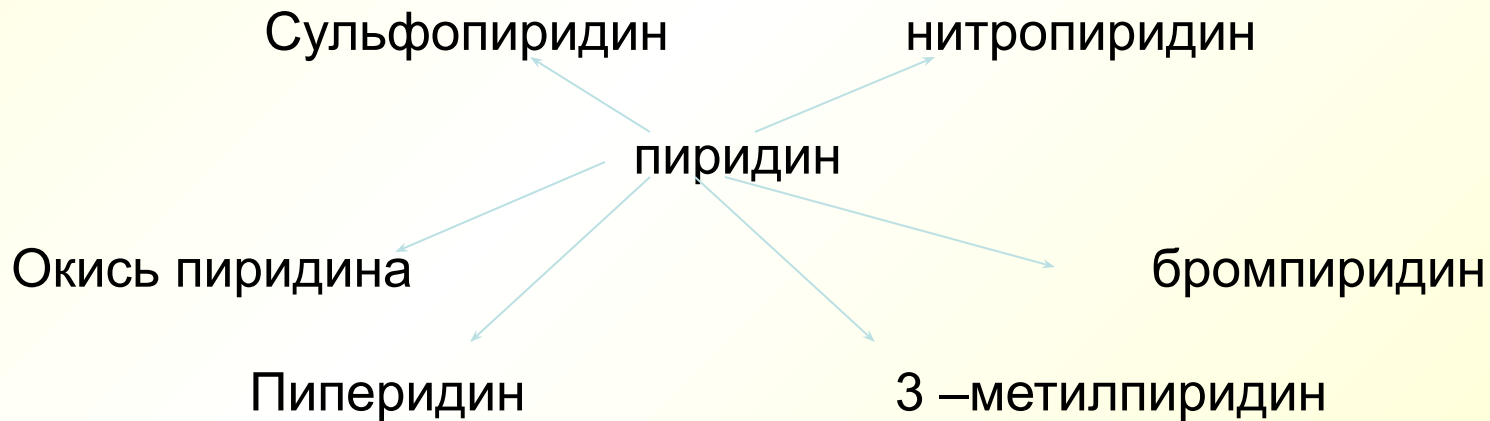 Сульфопиридин нитропиридин
пиридин
Окись пиридина бромпиридин
Пиперидин 3 –метилпиридин